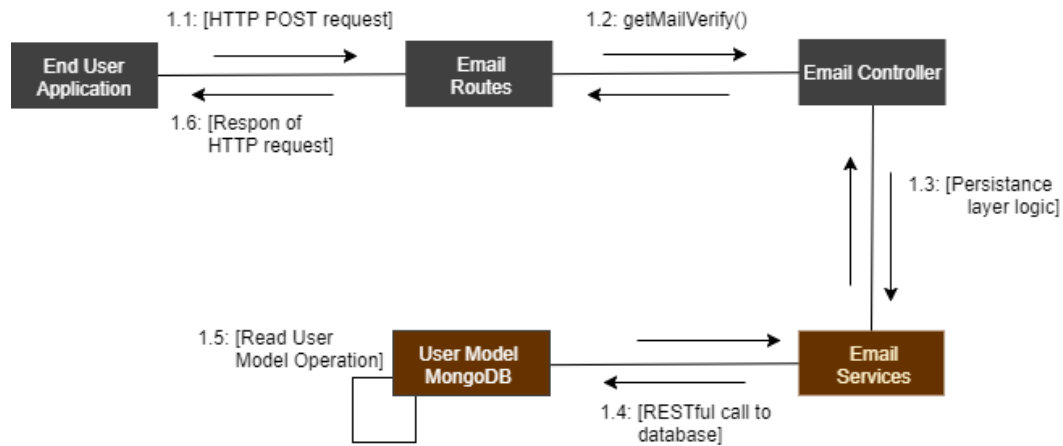 1.1: [HTTP POST request]
1.2: getMailVerify()
End User
Application
Email
Routes
Email Controller
1.6: [Respon of
HTTP request]
1.3: [Persistance
layer logic]
1.5: [Read User
Model Operation]
User Model
MongoDB
Email
Services
1.4: [RESTful call to
database]